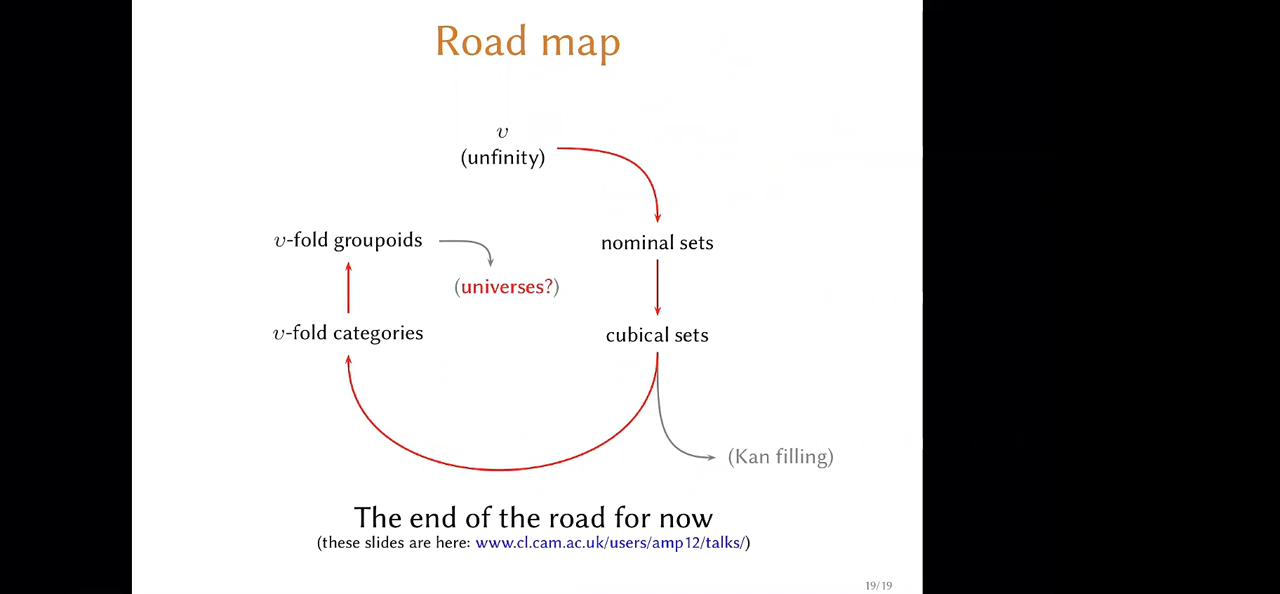 Road map
υ
(unfinity)
υ-fold groupoids
nominal sets
(universes?)
υ-fold categories
cubical sets
(Kan filling)
The end of the road for now
(these slides are here: www.cl.cam.ac.uk/users/amp12/talks/)
19/19